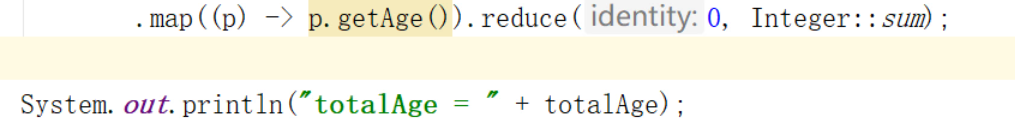 .map((p) -> p.getAge()).reduce( identity: 0, Integer::sum);
System.out.println("totalAge = " + totalAge);